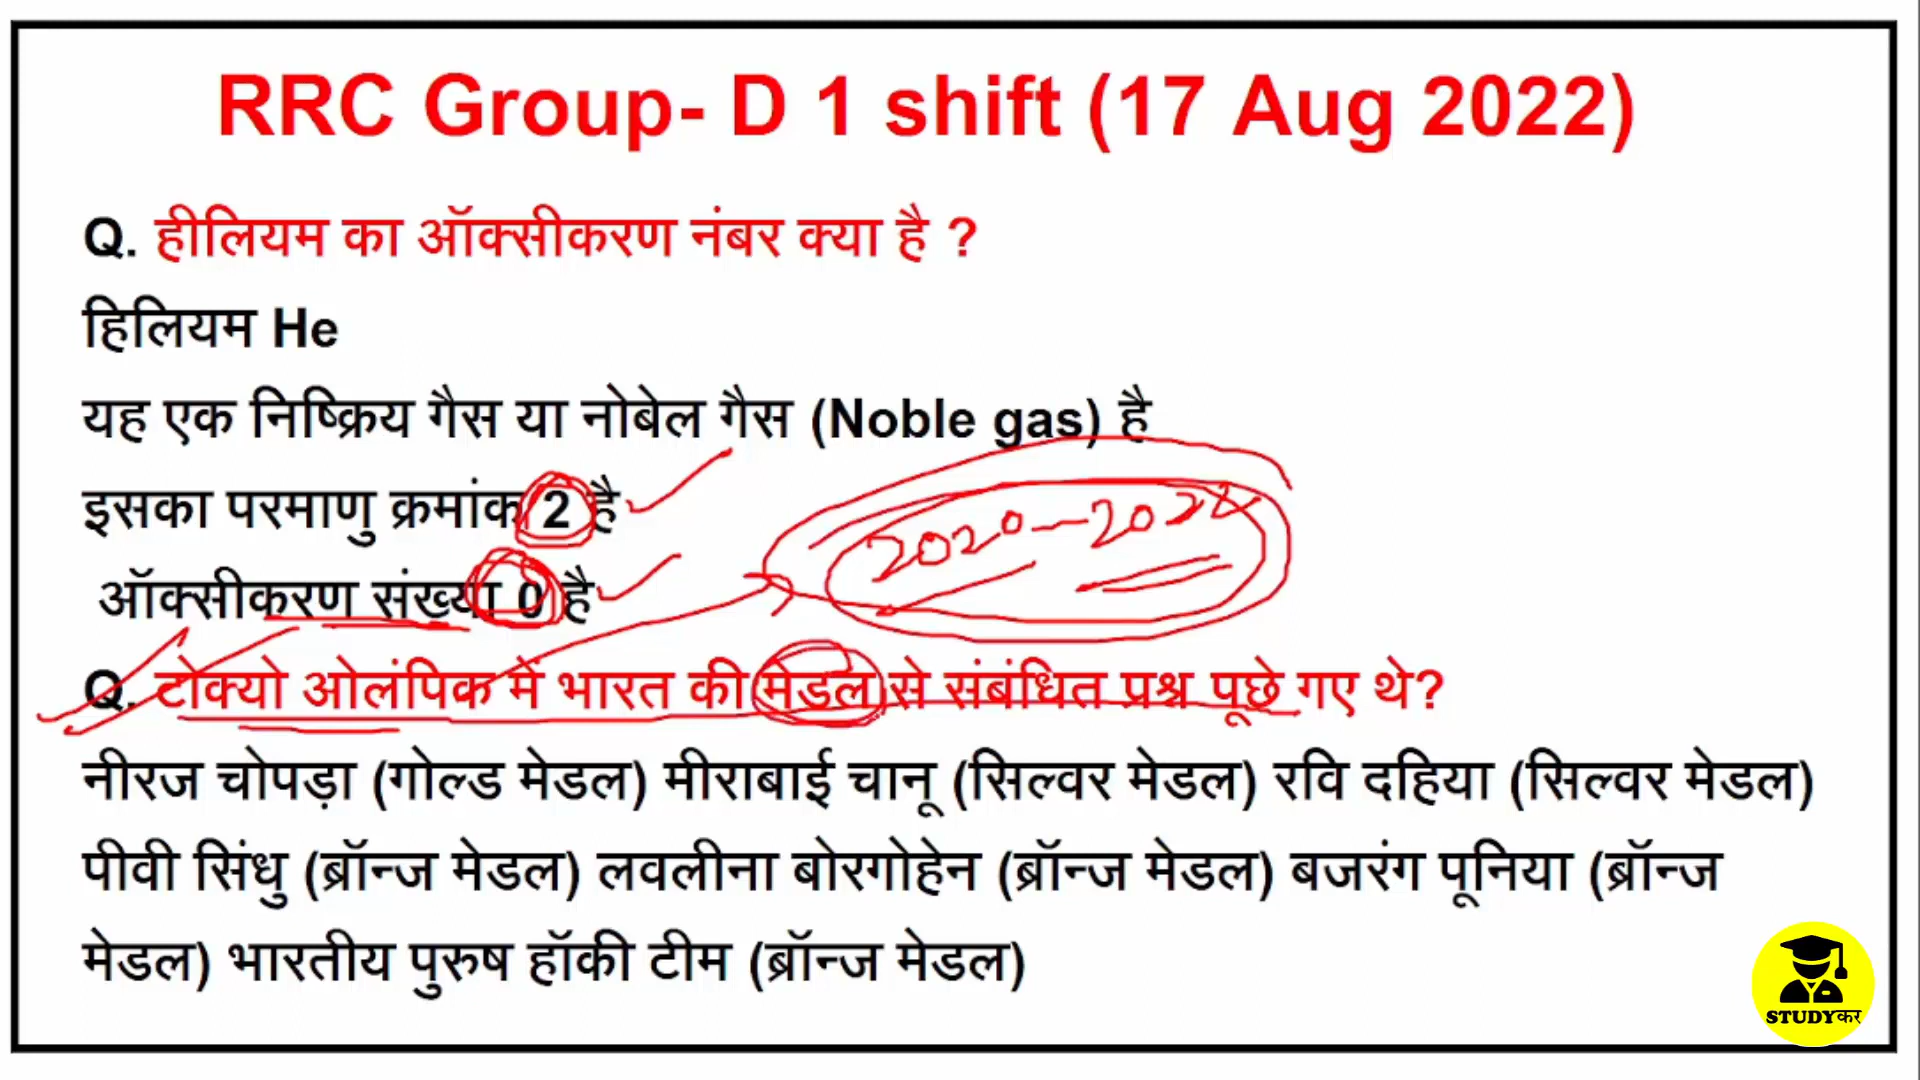 RRC Group- D 1 shift (17 Aug 2022)
Q. हीलियम का ऑक्सीकरण नंबर क्या है ?
हिलियम He
यह एक निष्क्रिय गैस या नोबेल गैस (Noble gas) है
इसका परमाणु क्रमांक 2 है
2020-2022
ऑक्सीकरण संख्या 0 है
Q. टोक्यो ओलंपिक में भारत की मेडल से संबंधित प्रश्न पूछे गए थे?
नीरज चोपड़ा (गोल्ड मेडल) मीराबाई चानू (सिल्वर मेडल) रवि दहिया (सिल्वर मेडल)
पीवी सिंधु (ब्रॉन्ज मेडल) लवलीना बोरगोहेन (ब्रॉन्ज मेडल) बजरंग पूनिया (ब्रॉन्ज
मेडल) भारतीय पुरुष हॉकी टीम (ब्रॉन्ज मेडल)
STUDYकर